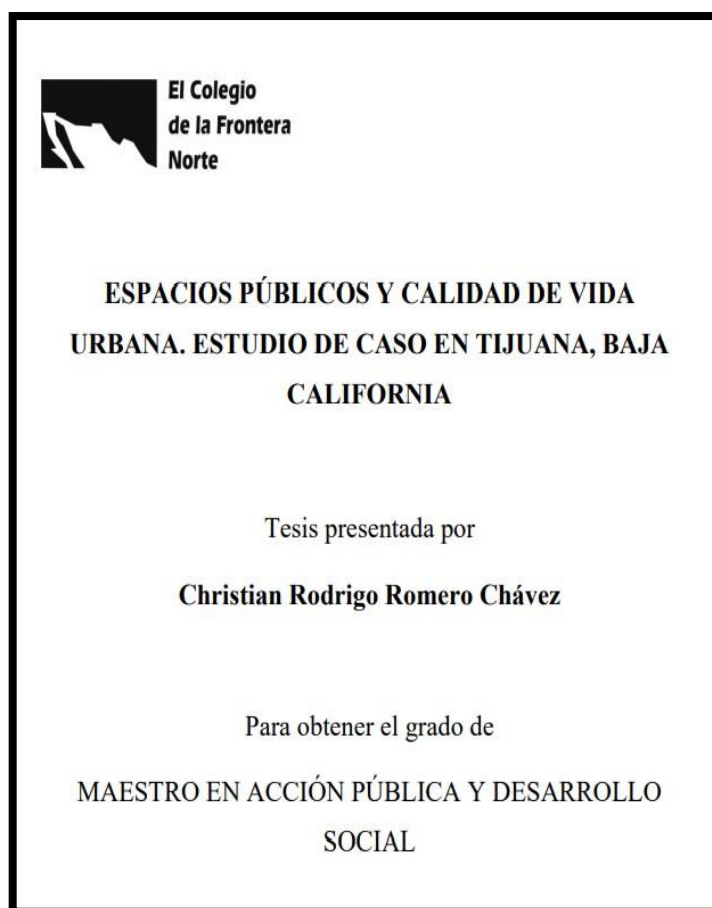 El Colegio
de la Frontera
Norte
ESPACIOS PÚBLICOS Y CALIDAD DE VIDA
URBANA. ESTUDIO DE CASO EN TIJUANA, BAJA
CALIFORNIA
Tesis presentada por
Christian Rodrigo Romero Chávez
Para obtener el grado de
MAESTRO EN ACCIÓN PÚBLICA Y DESARROLLO
SOCIAL